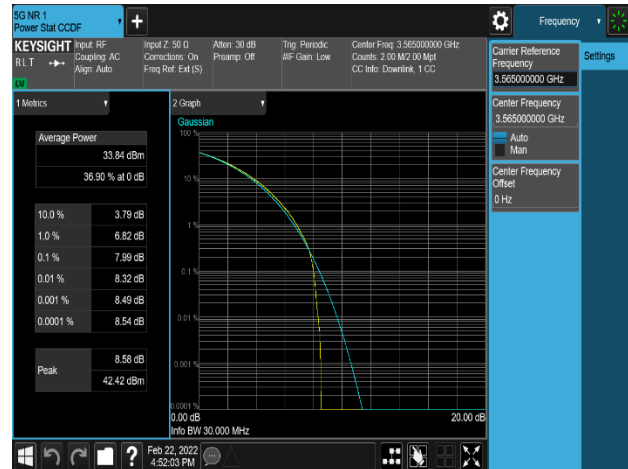 5G NR 1
Power Stat CCDF
Frequency
KEYSIGHT
R L T
LXI
Input: RF
Coupling: AC
Align: Auto
Input Z: 50 Ω
Corrections: On
Freq Ref: Ext (S)
Atten: 30 dB
Preamp: Off
Trig: Periodic
#IF Gain: Low
Center Freq: 3.565000000 GHz
Counts: 2.00 M/2.00 Mpt
CC Info: Downlink, 1 CC
Carrier Reference
Frequency
3.565000000 GHz
Settings
Center Frequency
3.565000000 GHz
Auto
Man
Center Frequency
Offset
0 Hz
1 Metrics
Average Power
33.84 dBm
36.90 % at 0 dB
10.0 % 3.79 dB
1.0 % 6.82 dB
0.1 % 7.99 dB
0.01 % 8.32 dB
0.001 % 8.49 dB
0.0001 % 8.54 dB
Peak
8.58 dB
42.42 dBm
2 Graph
Gaussian
100 %
10 %
1 %
0.1 %
0.01 %
0.001 %
0.0001 %
0.00 dB 20.00 dB
Info BW 30.000 MHz
Feb 22, 2022
4:52:03 PM